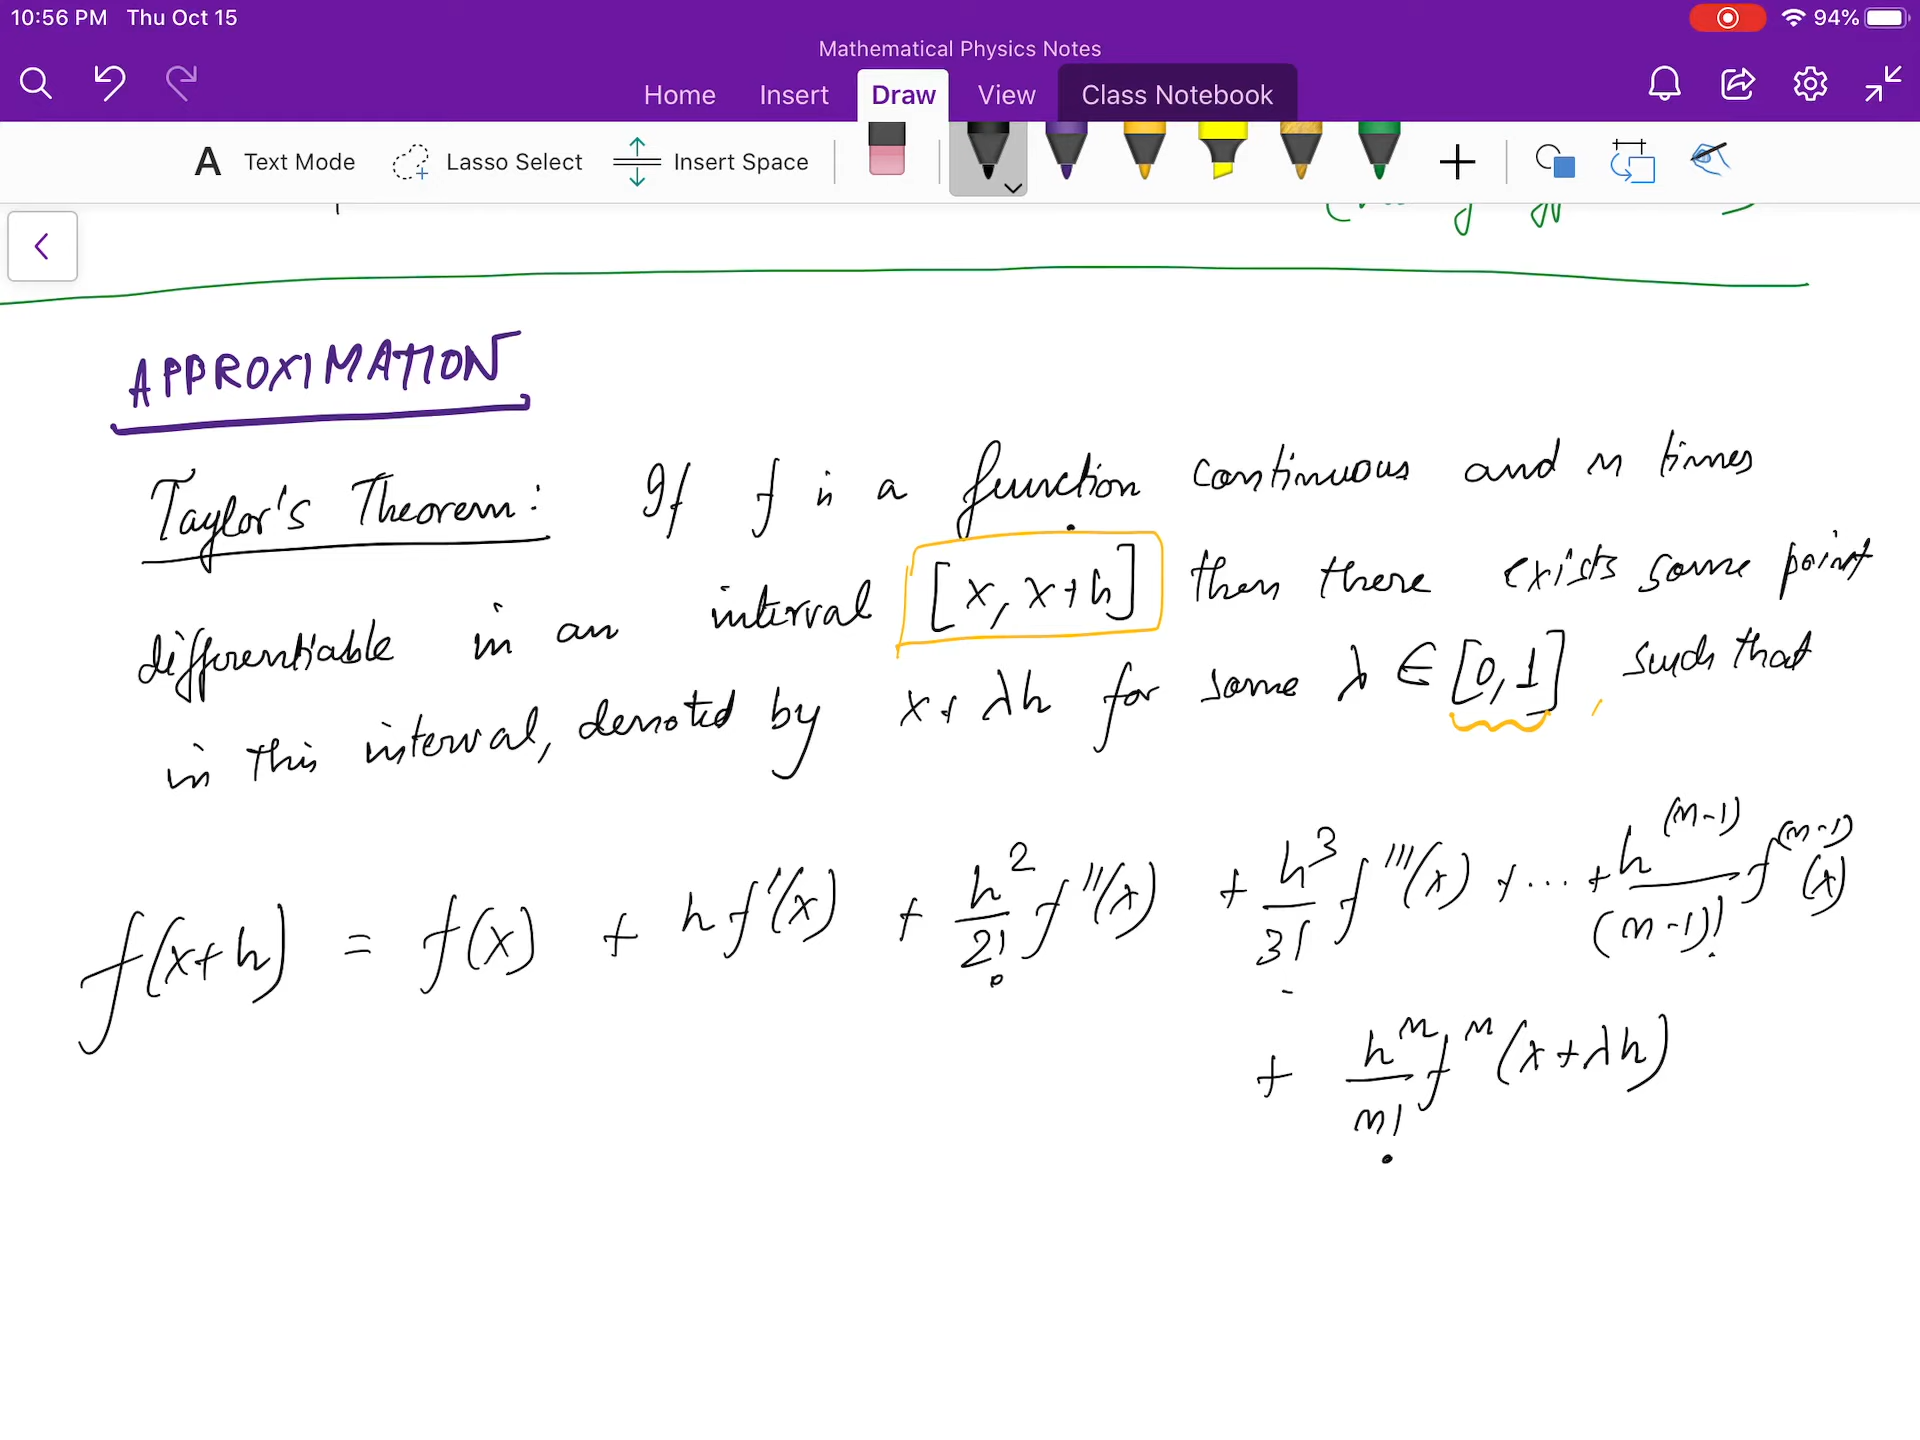 10:56 PM Thu Oct 15
94%
Mathematical Physics Notes
Home Insert Draw View Class Notebook
A Text Mode Lasso Select Insert Space
APPROXIMATION
Taylor's Theorem: If f is a function continuous and n times
differentiable in an interval [x, x+h] then there exists some point
in this interval, denoted by x+λh for some λ ∈ [0,1], such that
f(x+h) = f(x) + hf'(x) + h²/2! f''(x) + h³/3! f'''(x) + ... + h^(n-1)/(n-1)! f^(n-1)(x)
+ h^n/n! f^n(x+λh)